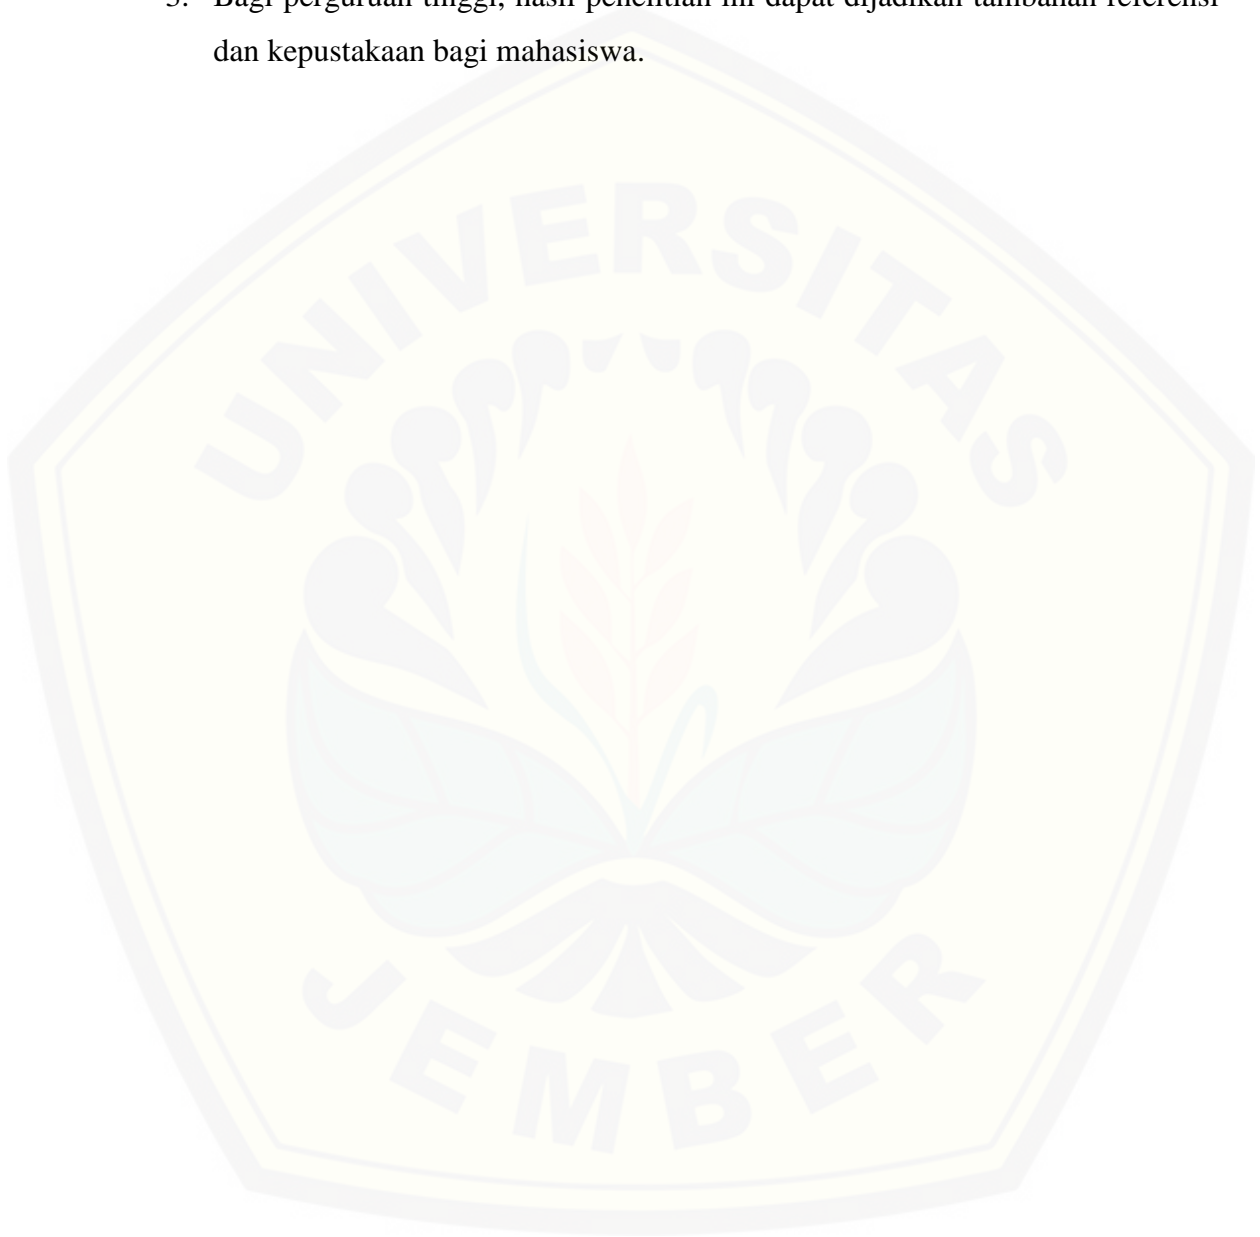 3. Bagi perguruan tinggi, hasil penelitian ini dapat dijadikan tambahan referensi
dan kepustakaan bagi mahasiswa.
UNIVERSITAS
JEMBER